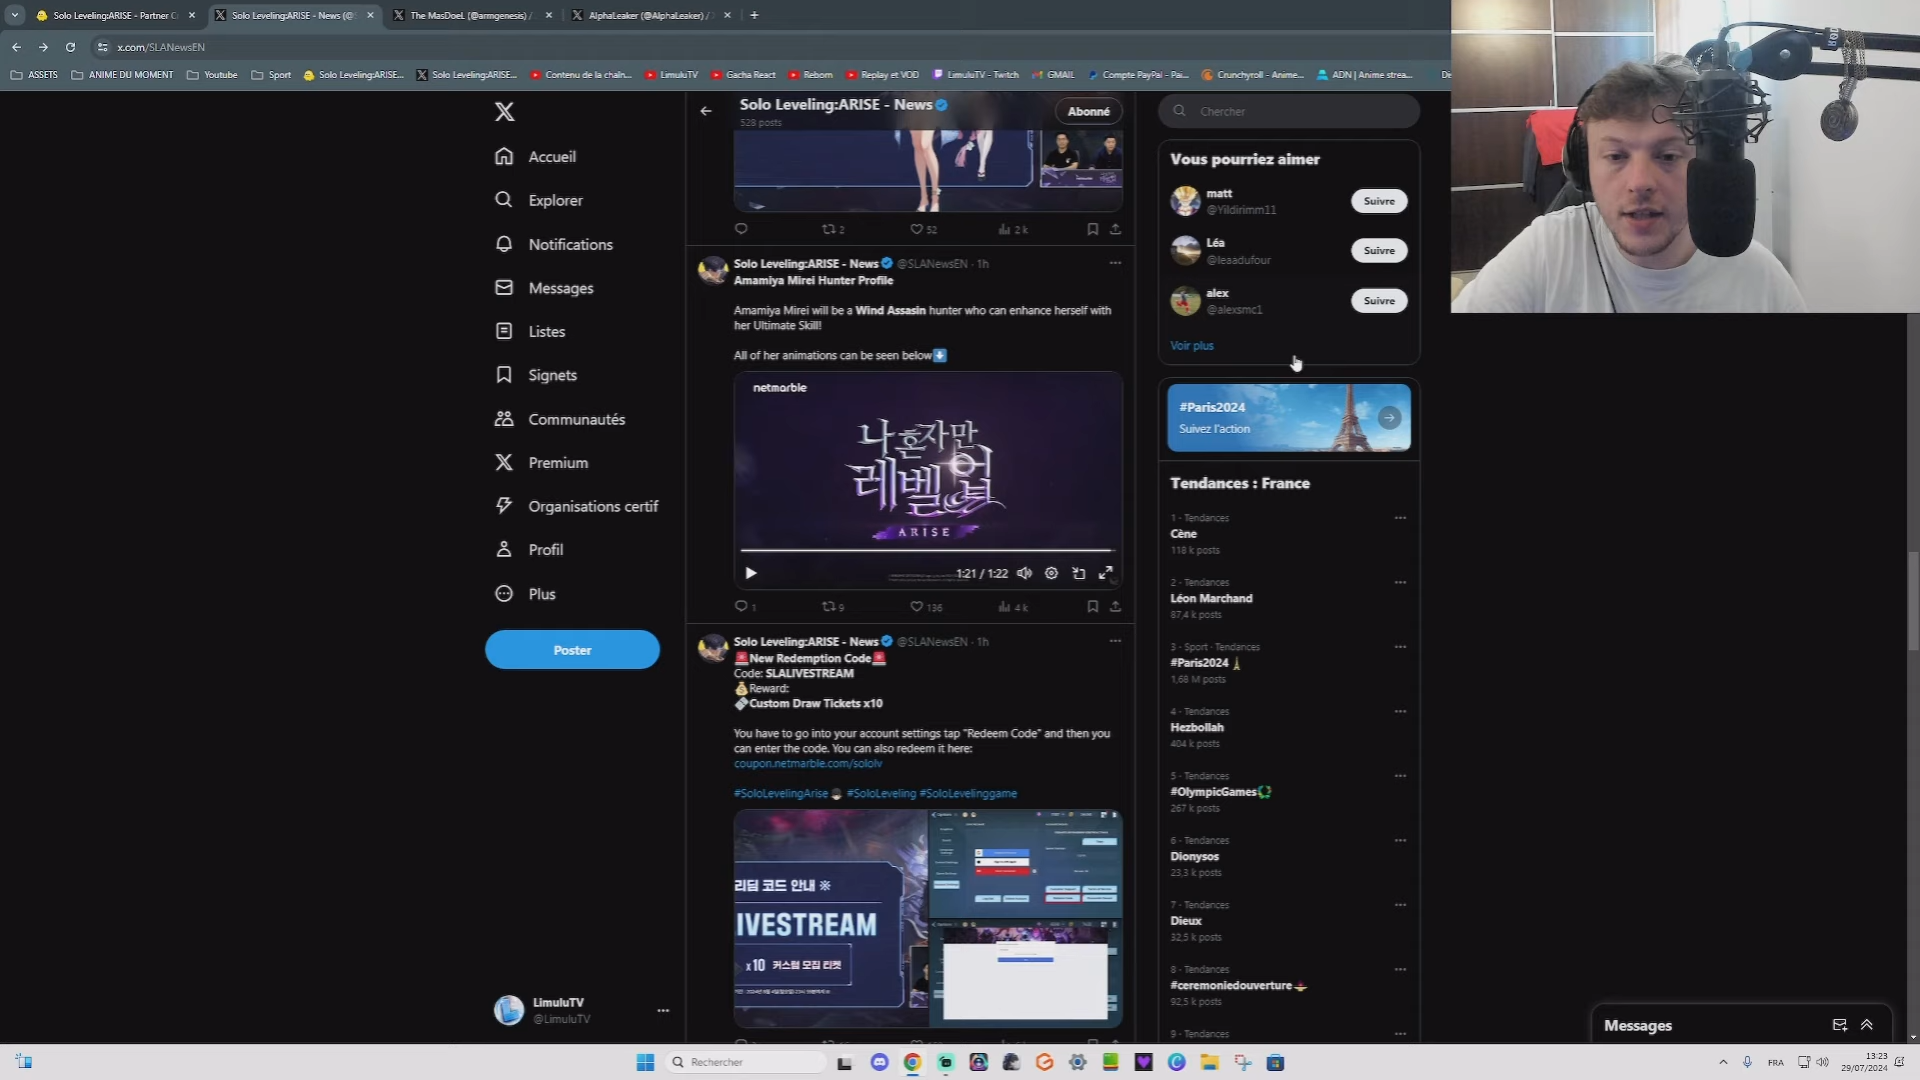 Solo Leveling:ARISE - Partner C
Solo Leveling:ARISE - News (@S
The MasDoeL (@armgenesis) /
AlphaLeaker (@AlphaLeaker) /
x.com/SLANewsEN
ASSETS
ANIME DU MOMENT
Youtube
Sport
Solo Leveling:ARISE...
Solo Leveling:ARISE...
Contenu de la chaîn...
LimuluTV
Gacha React
Reborn
Replay et VOD
LimuluTV - Twitch
GMAIL
Compte PayPal - Pai...
Crunchyroll - Anime...
ADN | Anime strea...
Accueil
Explorer
Notifications
Messages
Listes
Signets
Communautés
Premium
Organisations certif
Profil
Plus
Poster
LimuluTV
@LimuluTV
Solo Leveling:ARISE - News
528 posts
Abonné
2
52
2 k
Solo Leveling:ARISE - News @SLANewsEN · 1h
Amamiya Mirei Hunter Profile
Amamiya Mirei will be a Wind Assasin hunter who can enhance herself with
her Ultimate Skill!
All of her animations can be seen below⬇️
netmarble
나 혼자만
레벨업
ARISE
1:21 / 1:22
1
9
136
4 k
Solo Leveling:ARISE - News @SLANewsEN · 1h
🚨New Redemption Code🚨
Code: SLALIVESTREAM
💰Reward:
Custom Draw Tickets x10
You have to go into your account settings tap "Redeem Code" and then you
can enter the code. You can also redeem it here:
coupon.netmarble.com/sololv
#SoloLevelingArise #SoloLeveling #SoloLevelinggame
리딤 코드 안내 ※
IVESTREAM
x10 커스텀 모집 티켓
Chercher
Vous pourriez aimer
matt
@Yildirimm11
Suivre
Léa
@leaadufour
Suivre
alex
@alexsmc1
Suivre
Voir plus
#Paris2024
Suivez l'action
Tendances : France
1 · Tendances
Cène
118 k posts
2 · Tendances
Léon Marchand
87,4 k posts
3 · Sport · Tendances
#Paris2024
1,68 M posts
4 · Tendances
Hezbollah
404 k posts
5 · Tendances
#OlympicGames
267 k posts
6 · Tendances
Dionysos
23,3 k posts
7 · Tendances
Dieux
32,5 k posts
8 · Tendances
#ceremoniedouverture
92,5 k posts
9 · Tendances
Messages
Rechercher
FRA
13:23
29/07/2024